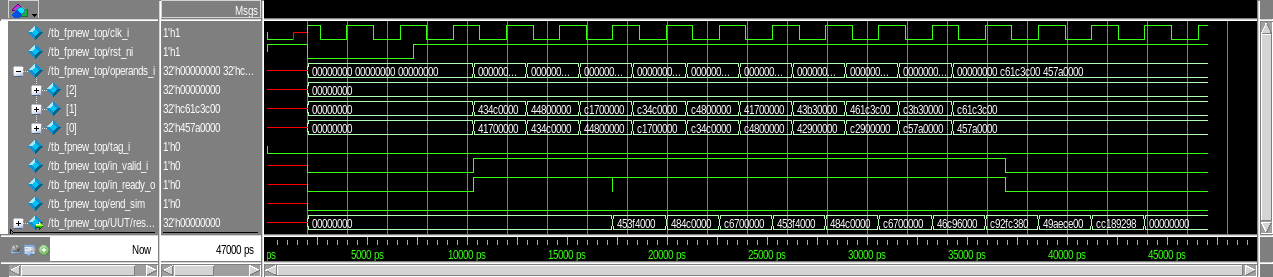 Msgs
/tb_fpnew_top/clk_i 1'h1
/tb_fpnew_top/rst_ni 1'h1
/tb_fpnew_top/operands_i 32'h00000000 32'hc... 00000000 00000000 00000000 000000... 000000... 000000... 000000... 000000... 000000... 000000... 000000... 000000... 00000000 c61c3c00 457a0000
[2] 32'h00000000 00000000
[1] 32'hc61c3c00 00000000 434c0000 44800000 c1700000 c34c0000 c4800000 41700000 43b30000 461c3c00 c3b30000 c61c3c00
[0] 32'h457a0000 00000000 41700000 434c0000 44800000 c1700000 c34c0000 c4800000 42900000 c2900000 c57a0000 457a0000
/tb_fpnew_top/tag_i 1'h0
/tb_fpnew_top/in_valid_i 1'h0
/tb_fpnew_top/in_ready_o 1'h0
/tb_fpnew_top/end_sim 1'h0
/tb_fpnew_top/UUT/res... 32'h00000000 00000000 453f4000 484c0000 c6700000 453f4000 484c0000 c6700000 46c96000 c92fc380 49aece00 cc189298 00000000
Now 47000 ps ps 5000 ps 10000 ps 15000 ps 20000 ps 25000 ps 30000 ps 35000 ps 40000 ps 45000 ps